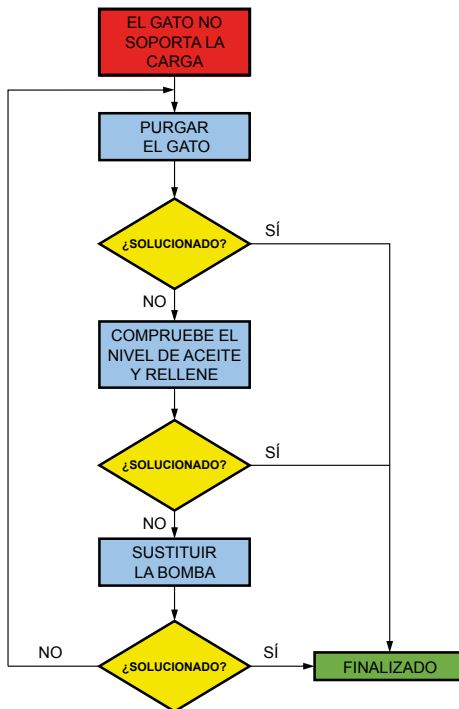 EL GATO NO
SOPORTA LA
CARGA
PURGAR
EL GATO
¿SOLUCIONADO?
SÍ
NO
COMPRUEBE EL
NIVEL DE ACEITE
Y RELLENE
¿SOLUCIONADO?
SÍ
NO
SUSTITUIR
LA BOMBA
NO
¿SOLUCIONADO?
SÍ
FINALIZADO